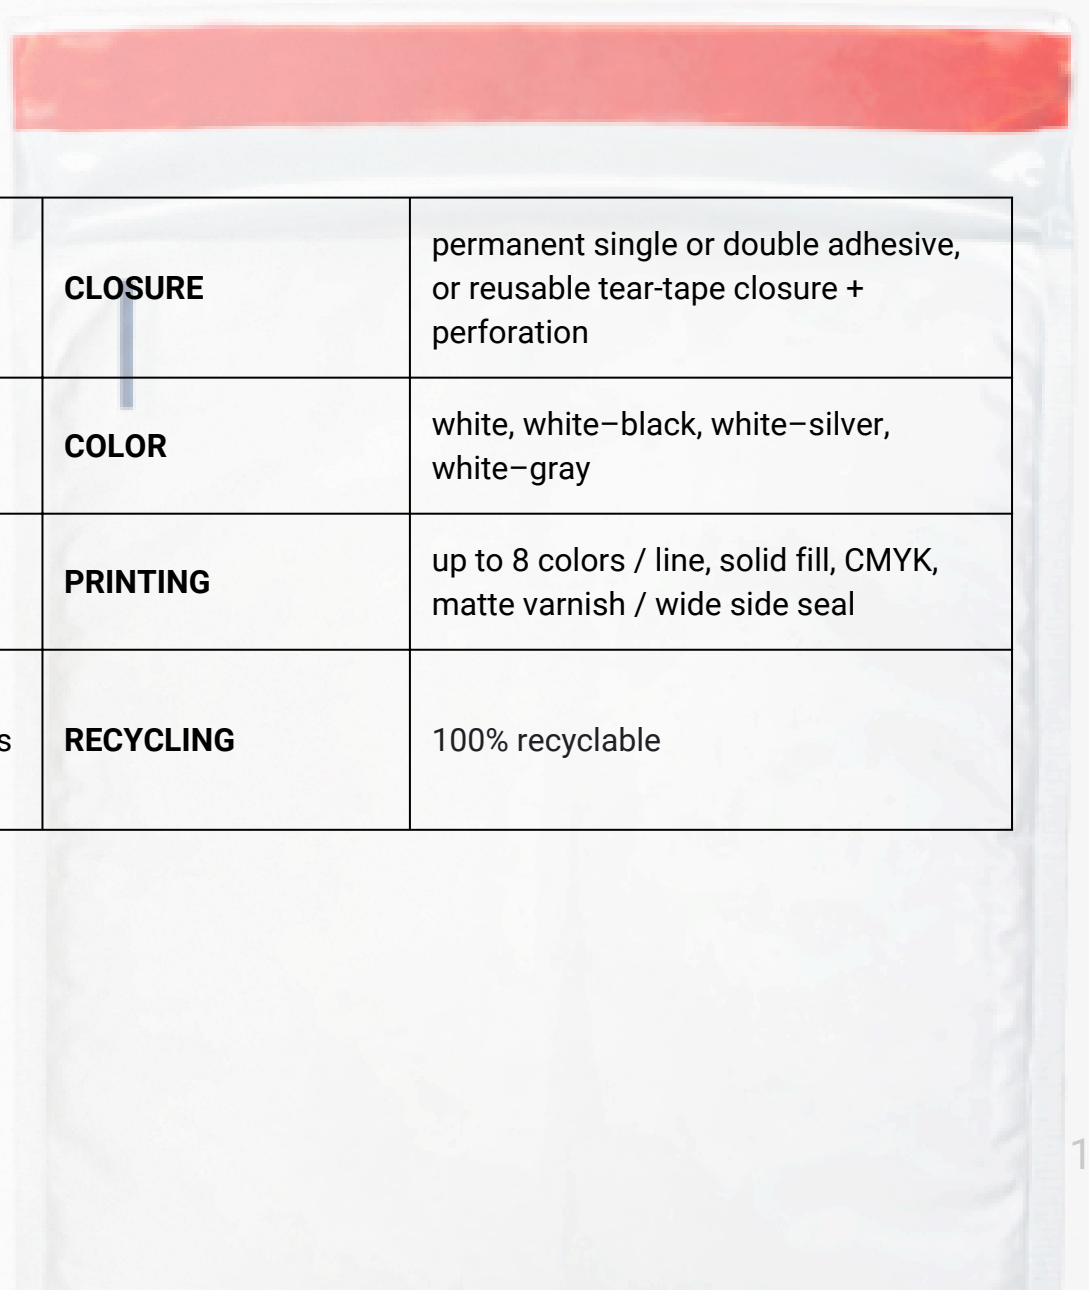 CLOSURE
permanent single or double adhesive,
or reusable tear-tape closure +
perforation
COLOR
white, white–black, white–silver,
white–gray
PRINTING
up to 8 colors / line, solid fill, CMYK,
matte varnish / wide side seal
s
RECYCLING
100% recyclable
1